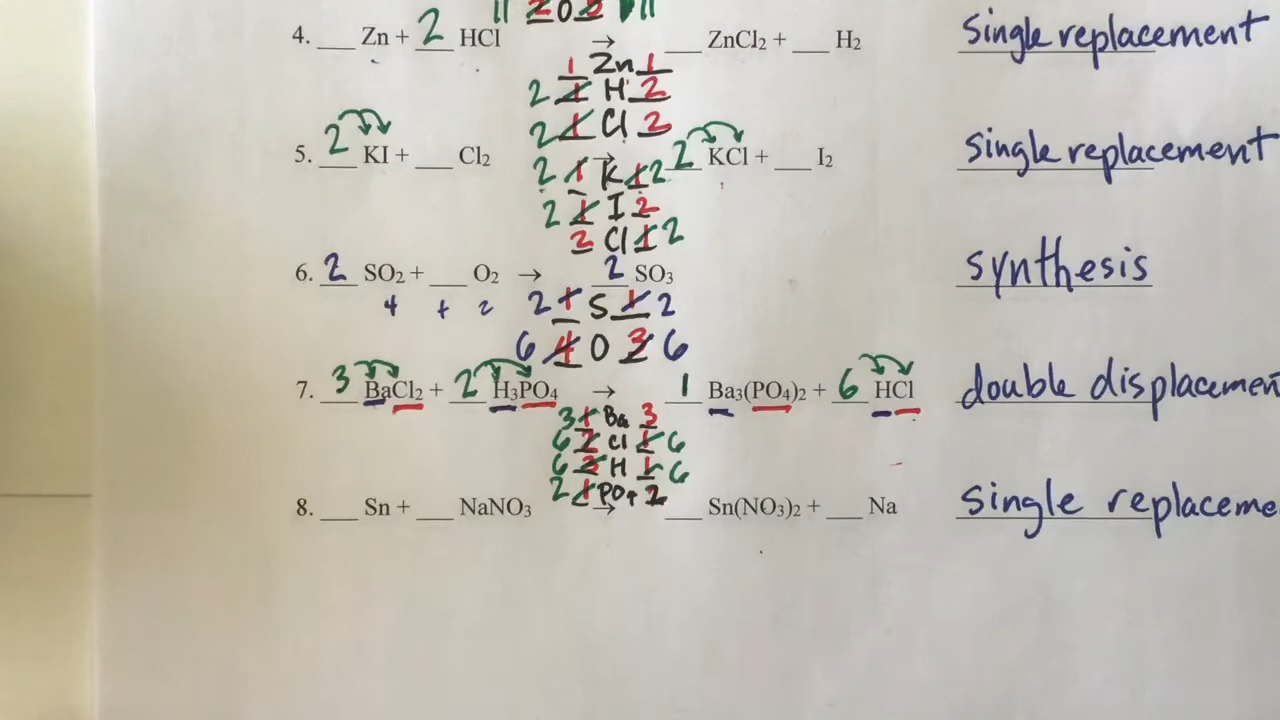 4. ___ Zn + 2 HCl → ___ ZnCl2 + ___ H2 single replacement
1 Zn 1
2 1 H 2
2 1 Cl 2
5. 2 KI + ___ Cl2 → 2 KCl + ___ I2 single replacement
2 1 K 1 2
2 1 I 2
2 Cl 1 2
6. 2 SO2 + ___ O2 → 2 SO3 synthesis
4 + 2 2 1 S 1 2
6 4 O 3 6
7. 3 BaCl2 + 2 H3PO4 → 1 Ba3(PO4)2 + 6 HCl double displacemen
3 1 Ba 3
6 2 Cl 1 6
6 3 H 1 6
2 1 PO4 2
8. ___ Sn + ___ NaNO3 → ___ Sn(NO3)2 + ___ Na single replaceme